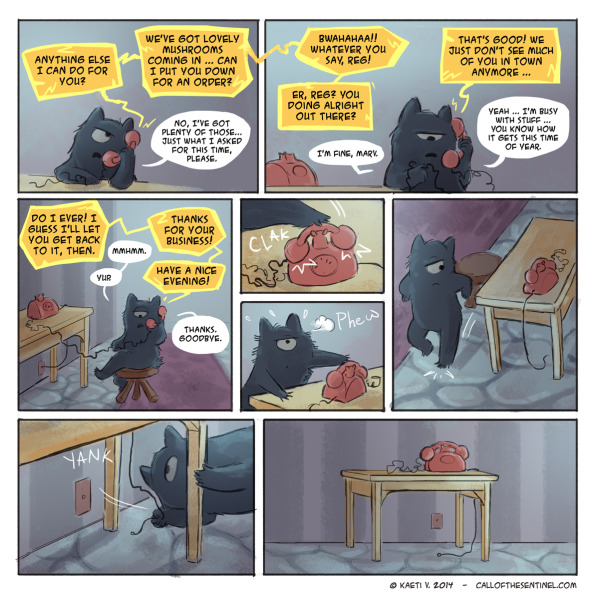 ANYTHING ELSE
I CAN DO FOR
YOU?
WE'VE GOT LOVELY
MUSHROOMS
COMING IN ... CAN
I PUT YOU DOWN
FOR AN ORDER?
NO, I'VE GOT
PLENTY OF THOSE...
JUST WHAT I ASKED
FOR THIS TIME,
PLEASE.
BWAHAHAA!!
WHATEVER YOU
SAY, REG!
ER, REG? YOU
DOING ALRIGHT
OUT THERE?
I'M FINE, MARY.
THAT'S GOOD! WE
JUST DON'T SEE MUCH
OF YOU IN TOWN
ANYMORE ...
YEAH ... I'M BUSY
WITH STUFF ...
YOU KNOW HOW
IT GETS THIS TIME
OF YEAR.
DO I EVER! I
GUESS I'LL LET
YOU GET BACK
TO IT, THEN.
MMHMM.
YUR
THANKS
FOR YOUR
BUSINESS!
HAVE A NICE
EVENING!
THANKS.
GOODBYE.
CLAK
Phew
YANK
© KAETI V. 2014 - CALLOFTHESENTINEL.COM